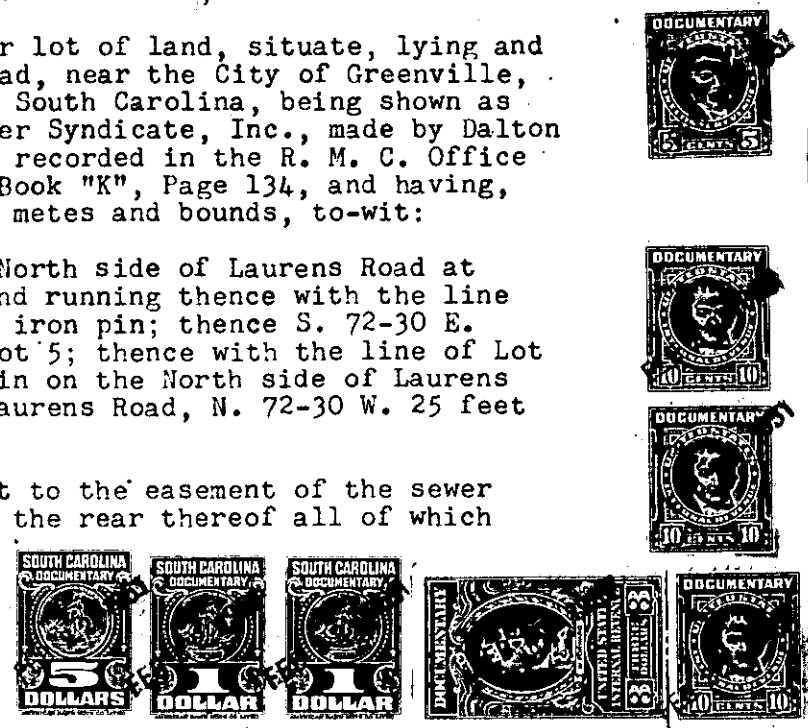 r lot of land, situate, lying and
ad, near the City of Greenville,
South Carolina, being shown as
er Syndicate, Inc., made by Dalton
recorded in the R. M. C. Office
Book "K", Page 134, and having,
metes and bounds, to-wit:
North side of Laurens Road at
nd running thence with the line
iron pin; thence S. 72-30 E.
ot 5; thence with the line of Lot
in on the North side of Laurens
aurens Road, N. 72-30 W. 25 feet
t to the easement of the sewer
the rear thereof all of which
DOCUMENTARY
5 CENTS 5
DOCUMENTARY
10 CENTS 10
DOCUMENTARY
10 CENTS 10
SOUTH CAROLINA
DOCUMENTARY
5
DOLLARS
SOUTH CAROLINA
DOCUMENTARY
1
DOLLAR
SOUTH CAROLINA
DOCUMENTARY
1
DOLLAR
DOCUMENTARY
UNITED STATES
INTERNAL REVENUE
DOCUMENTARY
10 CENTS 10